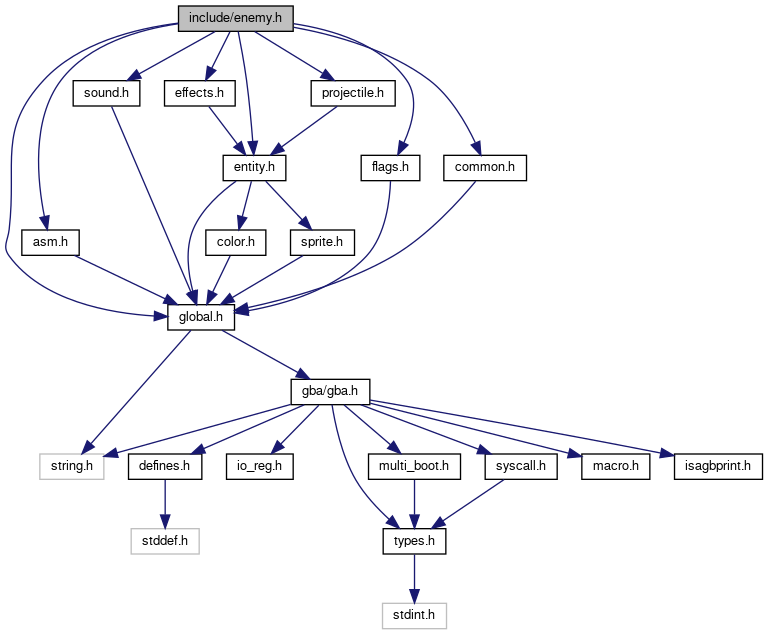 include/enemy.h
sound.h
effects.h
projectile.h
entity.h
flags.h
common.h
asm.h
color.h
sprite.h
global.h
gba/gba.h
string.h
defines.h
io_reg.h
multi_boot.h
syscall.h
macro.h
isagbprint.h
stddef.h
types.h
stdint.h